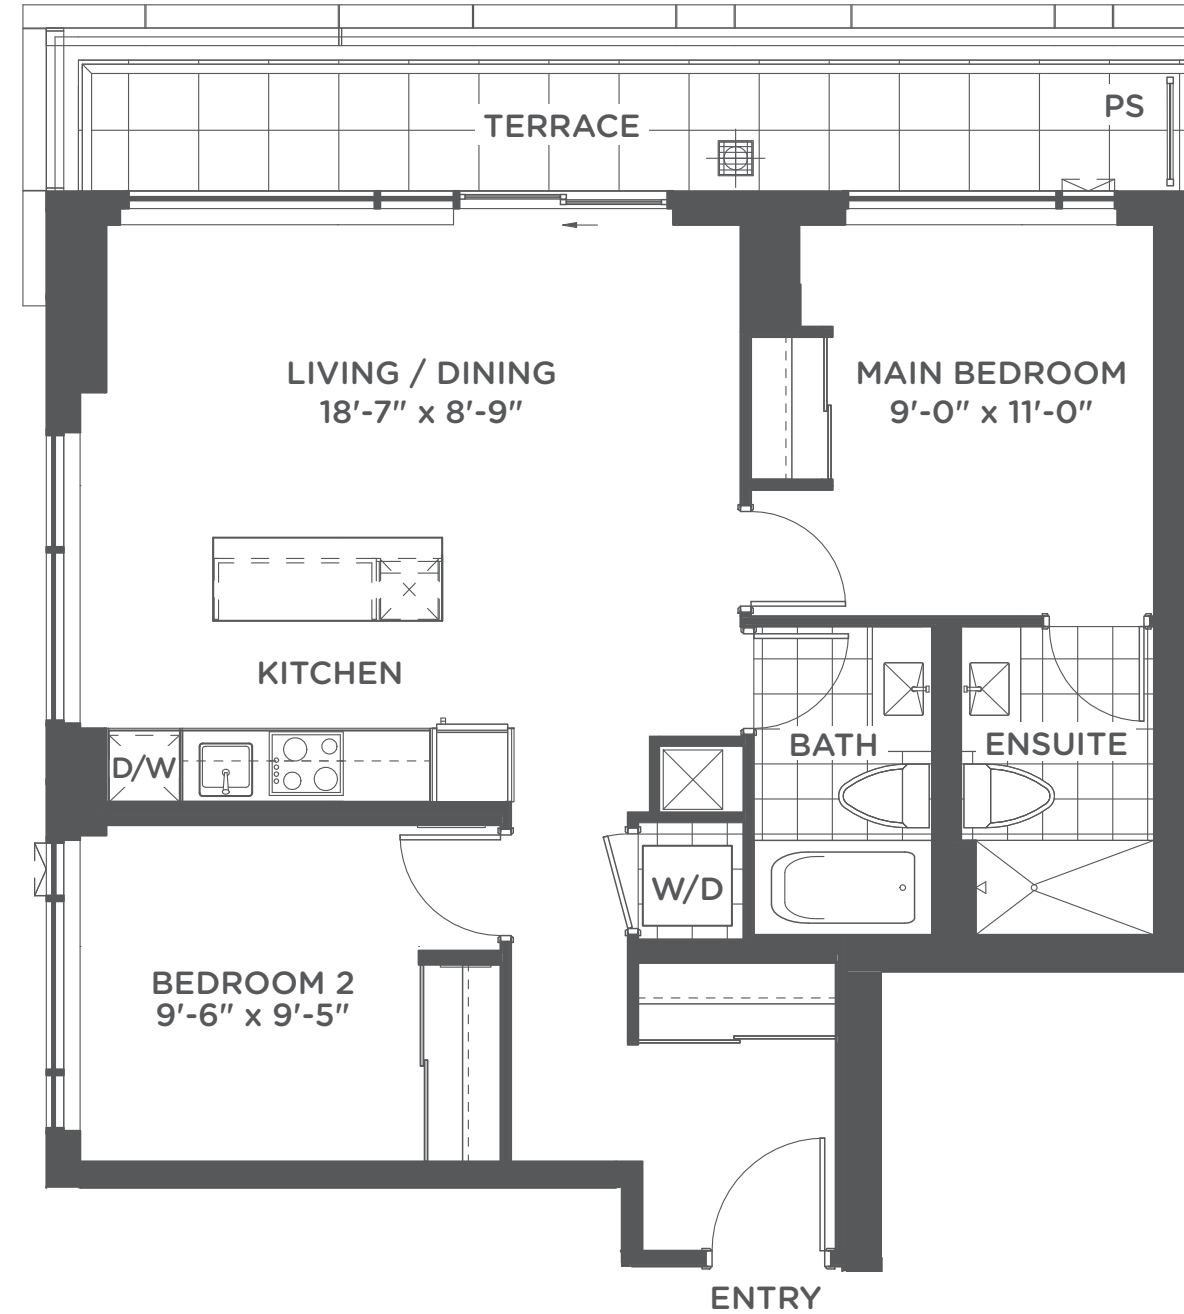 TERRACE
PS
LIVING / DINING
18'-7" x 8'-9"
MAIN BEDROOM
9'-0" x 11'-0"
KITCHEN
D/W
BATH
ENSUITE
W/D
BEDROOM 2
9'-6" x 9'-5"
ENTRY